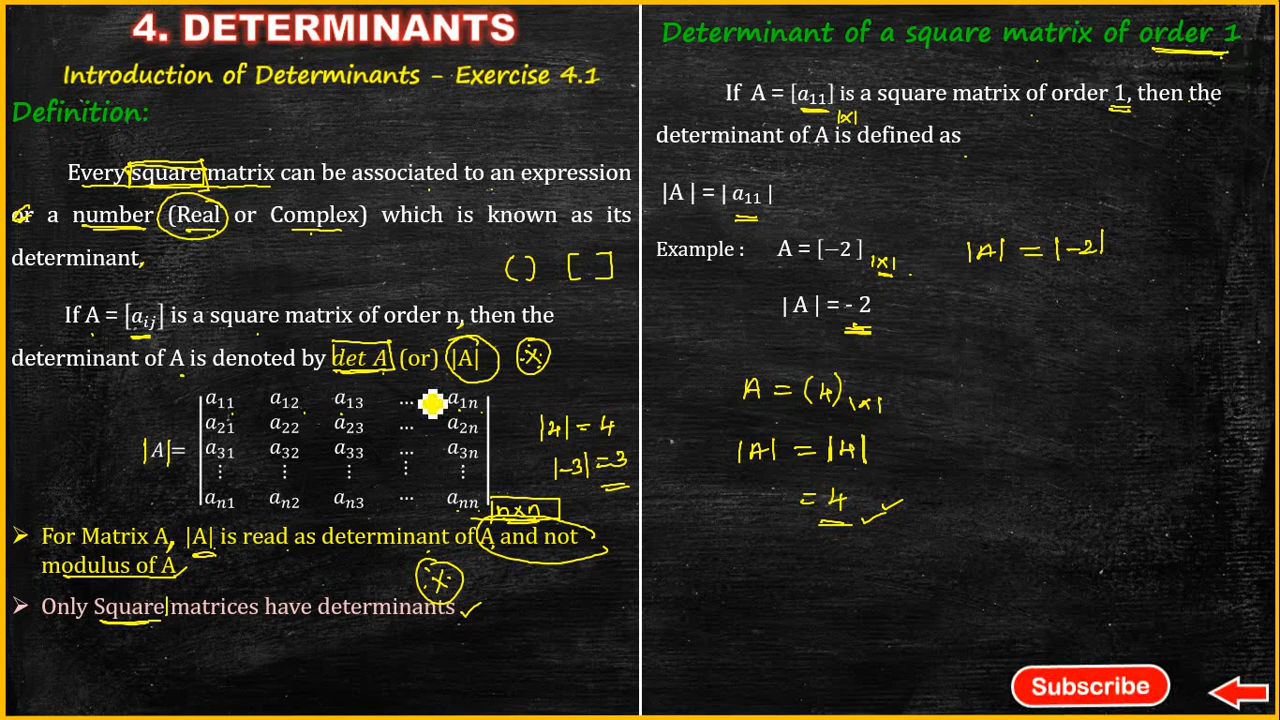 4. DETERMINANTS
Introduction of Determinants - Exercise 4.1
Definition:
Every square matrix can be associated to an expression
or a number (Real or Complex) which is known as its
determinant,
( ) [ ]
If A = [aᵢⱼ] is a square matrix of order n, then the
determinant of A is denoted by det A (or) |A|
a₁₁ a₁₂ a₁₃ ... a₁ₙ
a₂₁ a₂₂ a₂₃ ... a₂ₙ
|A|= a₃₁ a₃₂ a₃₃ ... a₃ₙ
⋮ ⋮ ⋮ ⋮ ⋮
aₙ₁ aₙ₂ aₙ₃ ... aₙₙ
n×n
|4| = 4
|-3| = 3
➢ For Matrix A, |A| is read as determinant of A and not
modulus of A
➢ Only Square matrices have determinants
Determinant of a square matrix of order 1
If A = [a₁₁] is a square matrix of order 1, then the
1×1
determinant of A is defined as
|A | = | a₁₁ |
Example : A = [−2 ] 1×1 |A| = |-2|
| A | = - 2
A = (4) 1×1
|A| = |4|
= 4
Subscribe